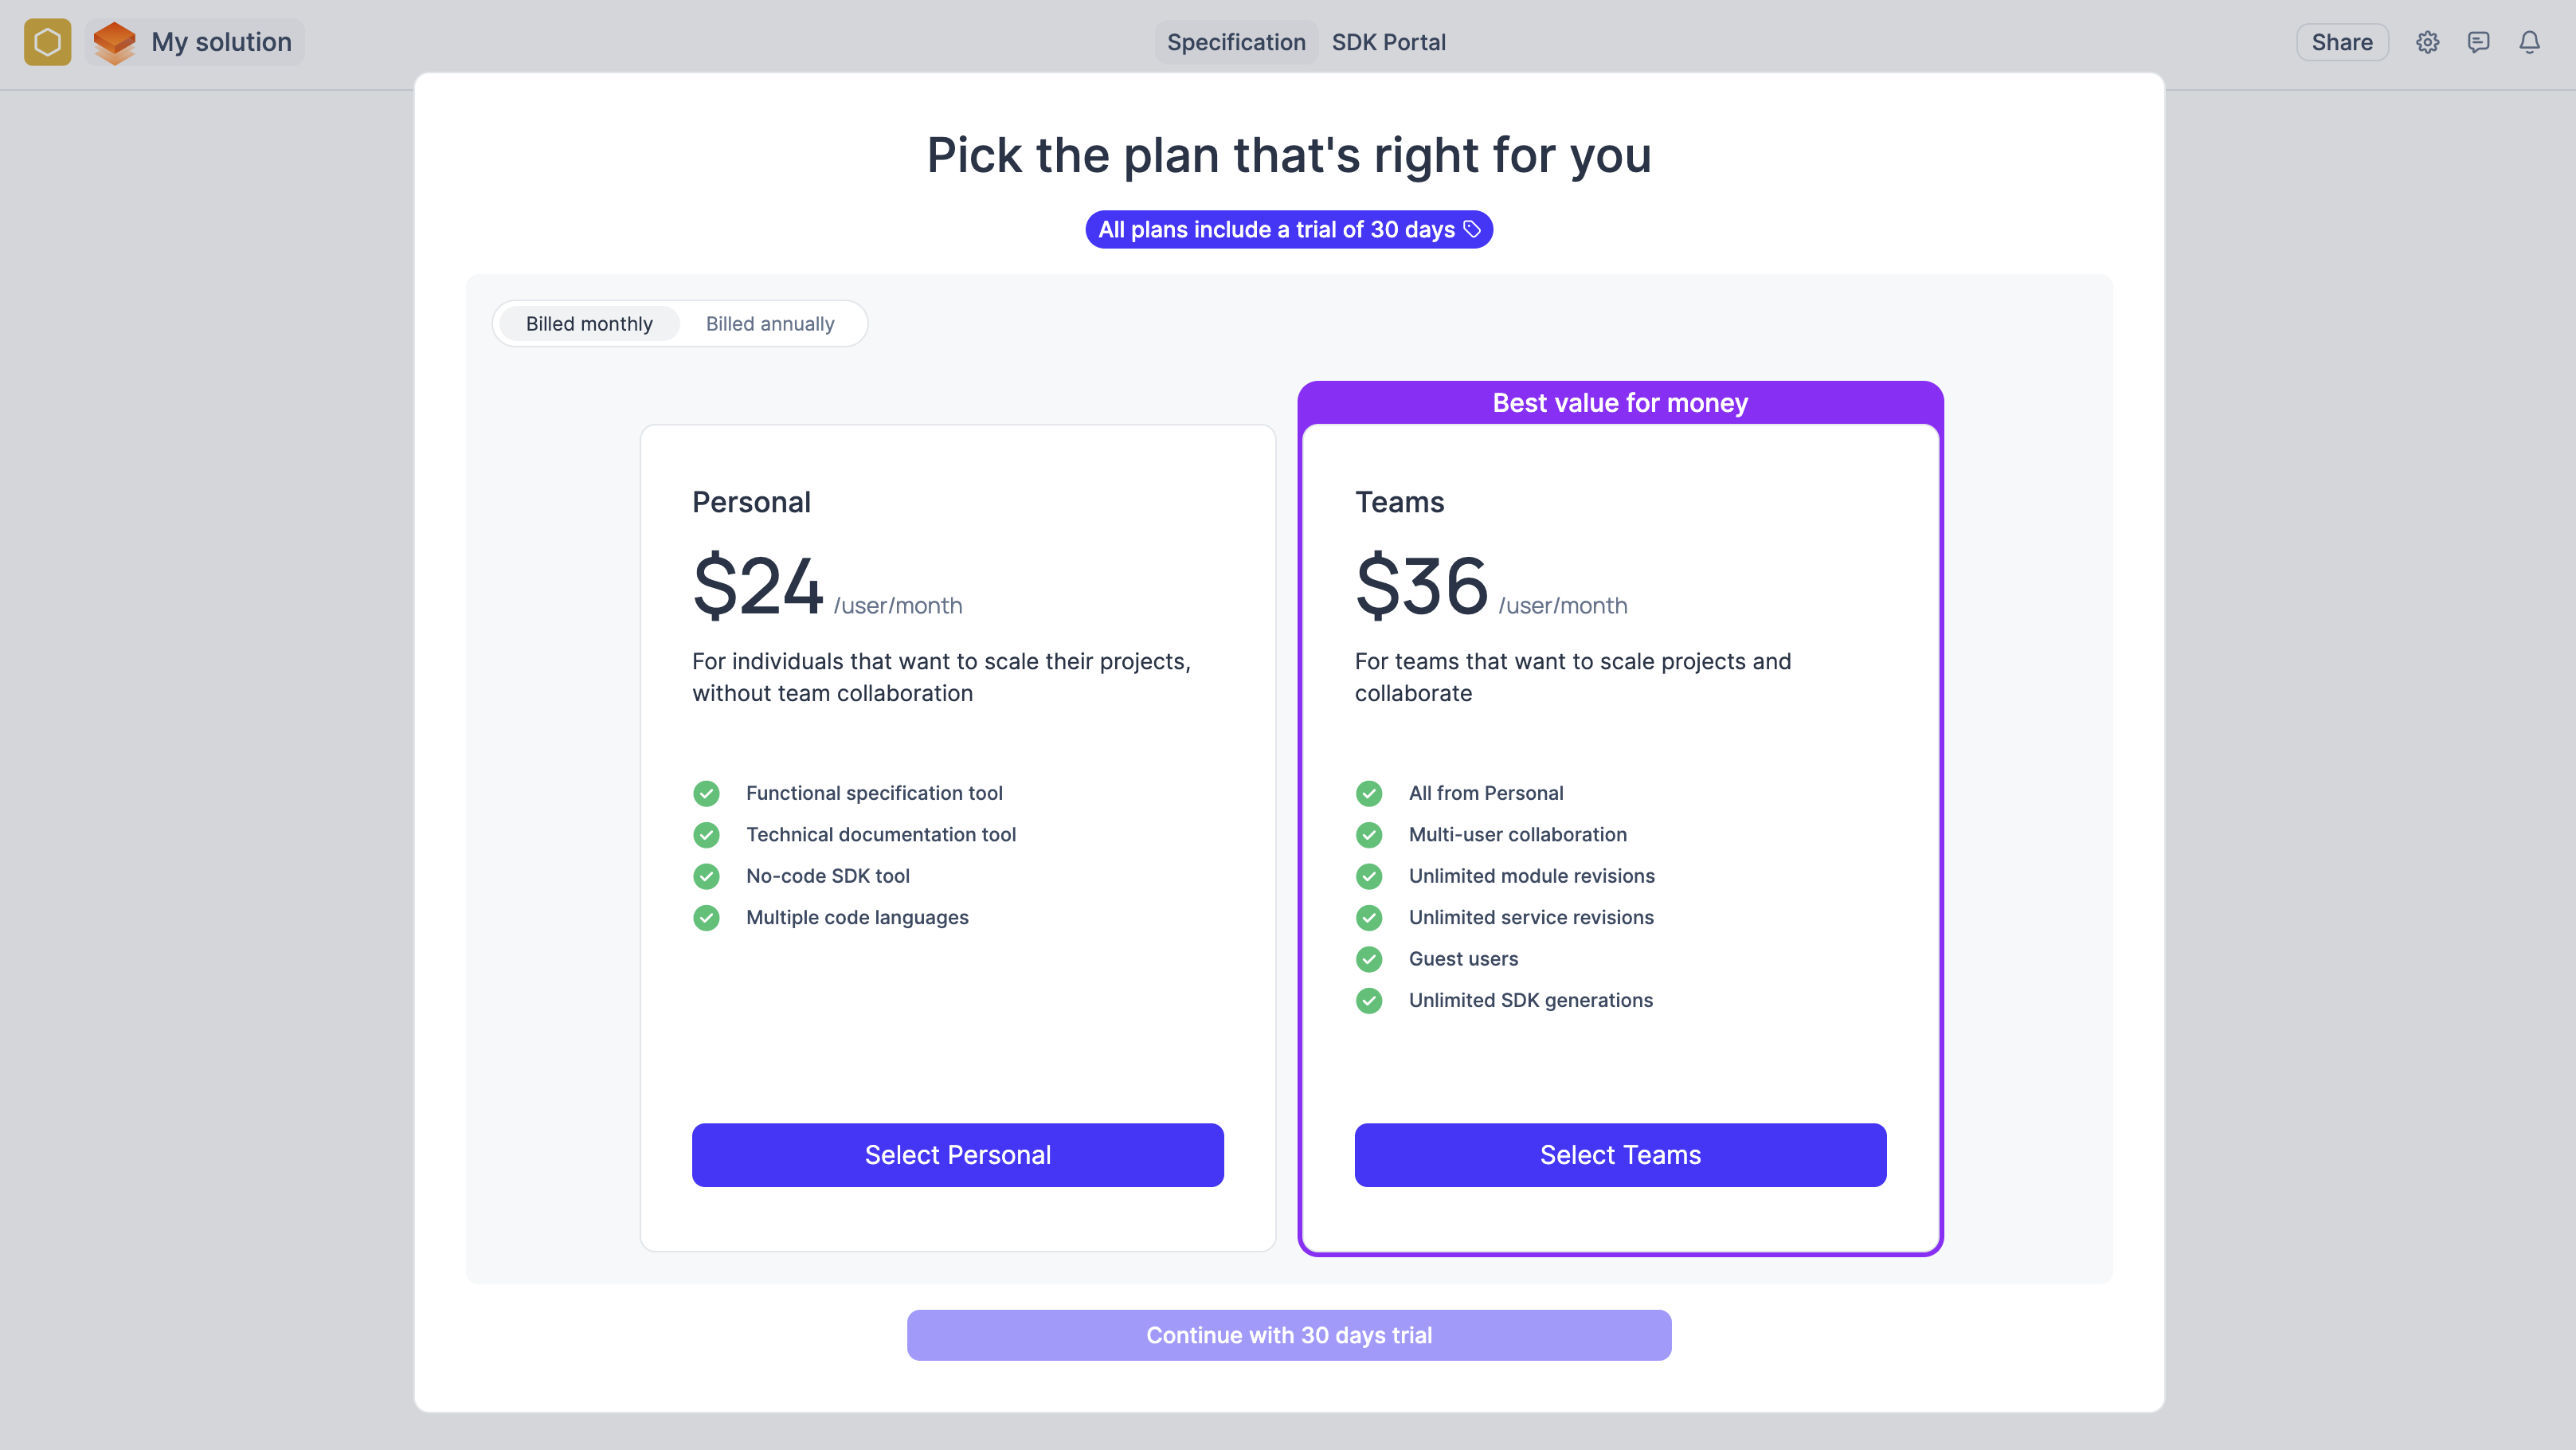 My solution
Specification
SDK Portal
Share
Pick the plan that's right for you
All plans include a trial of 30 days
Billed monthly
Billed annually
Personal
$24 /user/month
For individuals that want to scale their projects,
without team collaboration
Functional specification tool
Technical documentation tool
No-code SDK tool
Multiple code languages
Select Personal
Best value for money
Teams
$36 /user/month
For teams that want to scale projects and
collaborate
All from Personal
Multi-user collaboration
Unlimited module revisions
Unlimited service revisions
Guest users
Unlimited SDK generations
Select Teams
Continue with 30 days trial